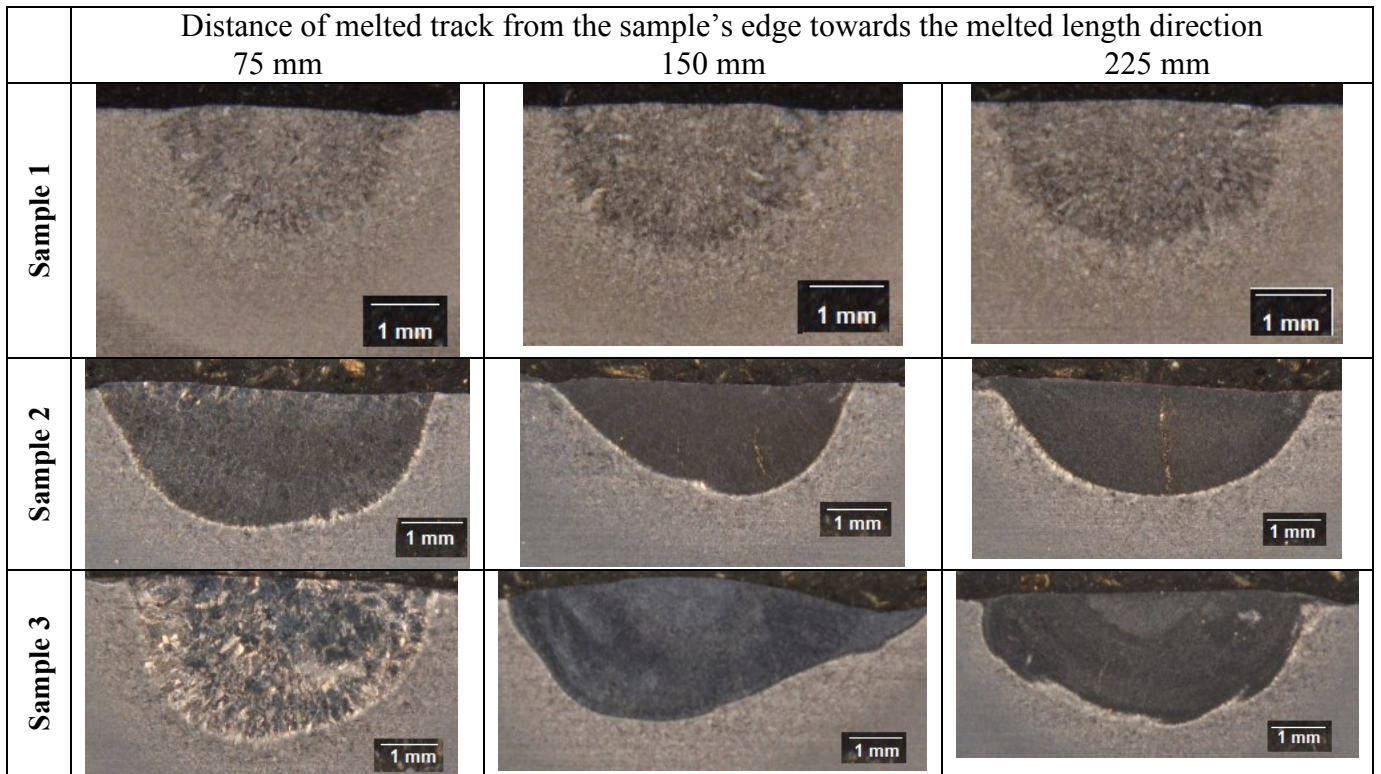 Distance of melted track from the sample’s edge towards the melted length direction
75 mm 150 mm 225 mm
Sample 1
1 mm 1 mm 1 mm
Sample 2
1 mm 1 mm 1 mm
Sample 3
1 mm 1 mm 1 mm